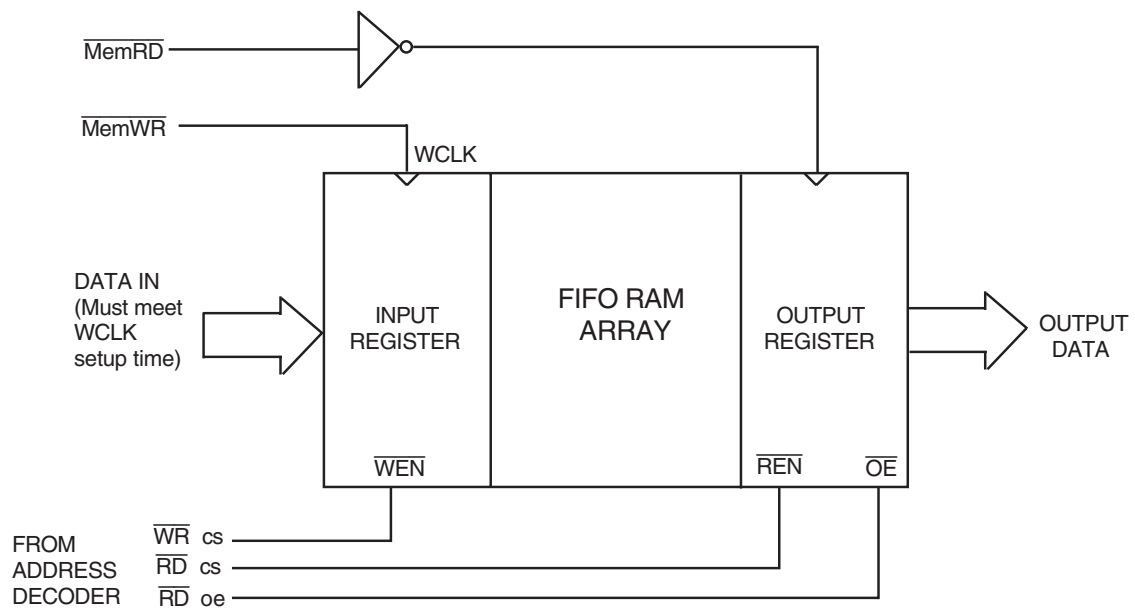 MemRD
MemWR
WCLK
DATA IN
(Must meet
WCLK
setup time)
INPUT
REGISTER
FIFO RAM
ARRAY
OUTPUT
REGISTER
OUTPUT
DATA
WEN
REN
OE
FROM
ADDRESS
DECODER
WR cs
RD cs
RD oe